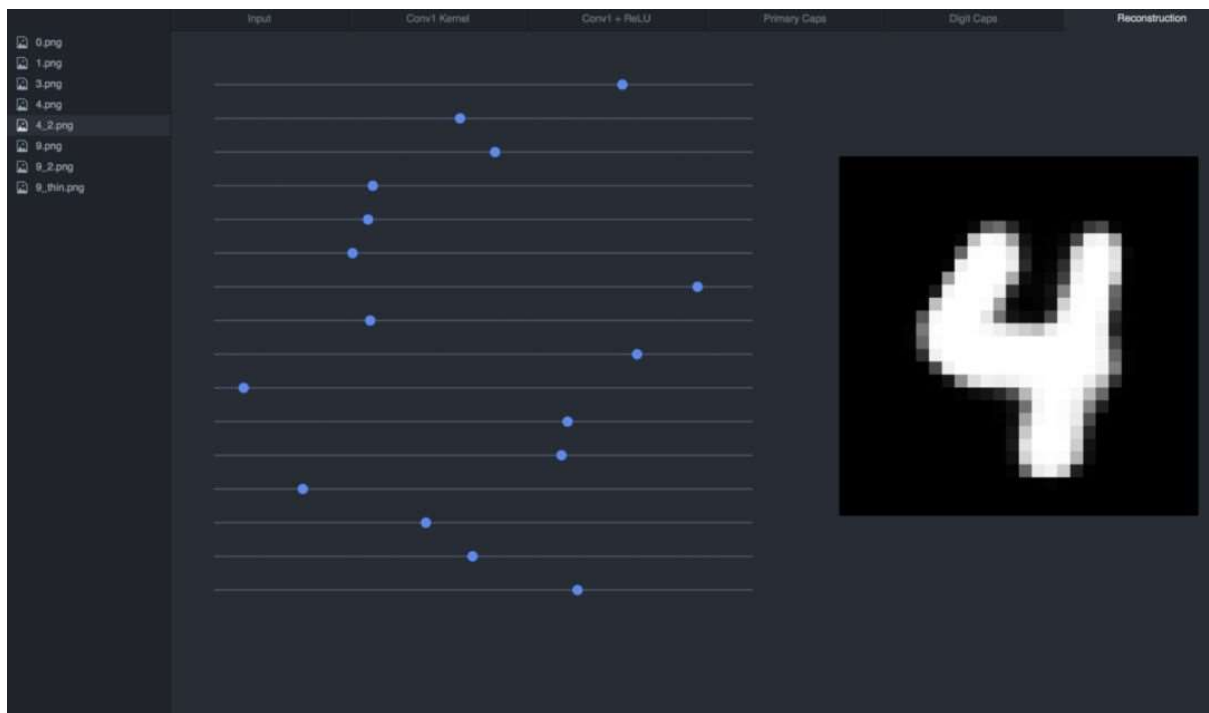 Input Conv1 Kernel Conv1 + ReLU Primary Caps Digit Caps Reconstruction
0.png
1.png
3.png
4.png
4_2.png
9.png
9_2.png
9_thin.png
4